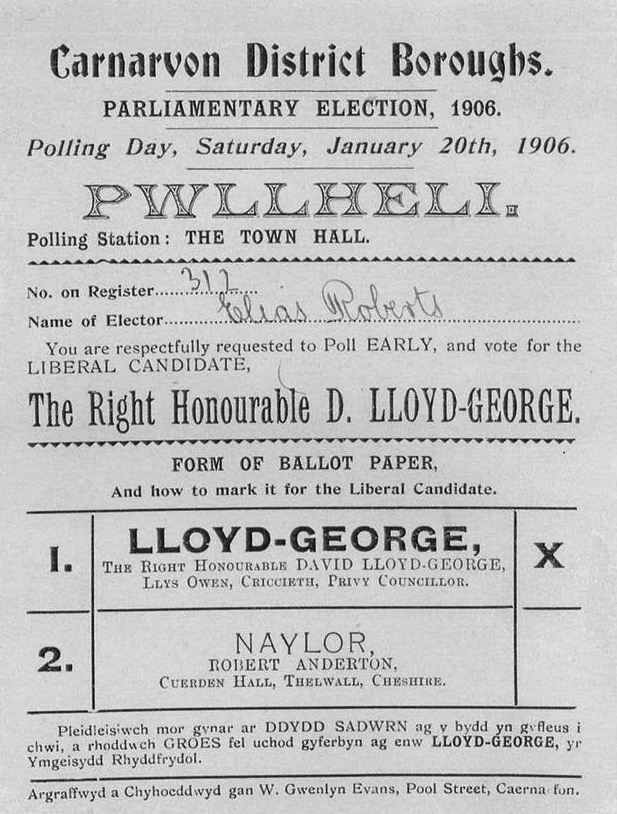 Carnarvon District Boroughs.
PARLIAMENTARY ELECTION, 1906.
Polling Day, Saturday, January 20th, 1906.
PWLLHELI.
Polling Station: THE TOWN HALL.
No. on Register.....312.....
Name of Elector.....Elias Roberts.....
You are respectfully requested to Poll EARLY, and vote for the
LIBERAL CANDIDATE,
The Right Honourable D. LLOYD-GEORGE.
FORM OF BALLOT PAPER,
And how to mark it for the Liberal Candidate.
1. LLOYD-GEORGE, X
THE RIGHT HONOURABLE DAVID LLOYD-GEORGE,
LLYS OWEN, CRICCIETH, PRIVY COUNCILLOR.
2. NAYLOR,
ROBERT ANDERTON,
CUERDEN HALL, THELWALL, CHESHIRE.
Pleidleisiwch mor gynar ar DDYDD SADWRN ag y bydd yn gyfleus i
chwi, a rhoddwch GROES fel uchod gyferbyn ag enw LLOYD-GEORGE, yr
Ymgeisydd Rhyddfrydol.
Argraffwyd a Chyhoeddwyd gan W. Gwenlyn Evans, Pool Street, Caernarfon.